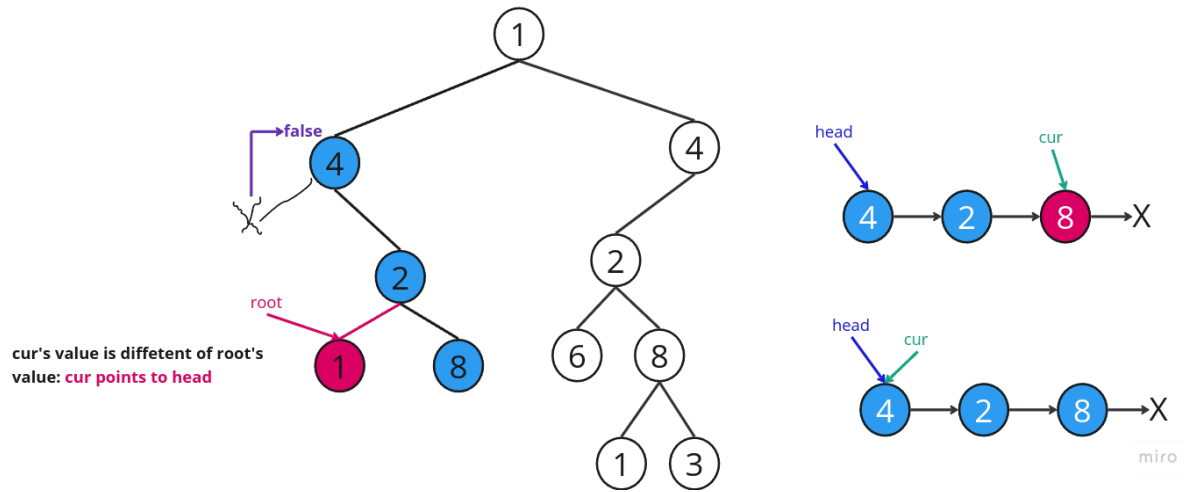 1
false
4
4
head
cur
4
2
8
X
2
2
root
cur's value is diffetent of root's
value: cur points to head
1
8
6
8
head
cur
4
2
8
X
1
3
miro